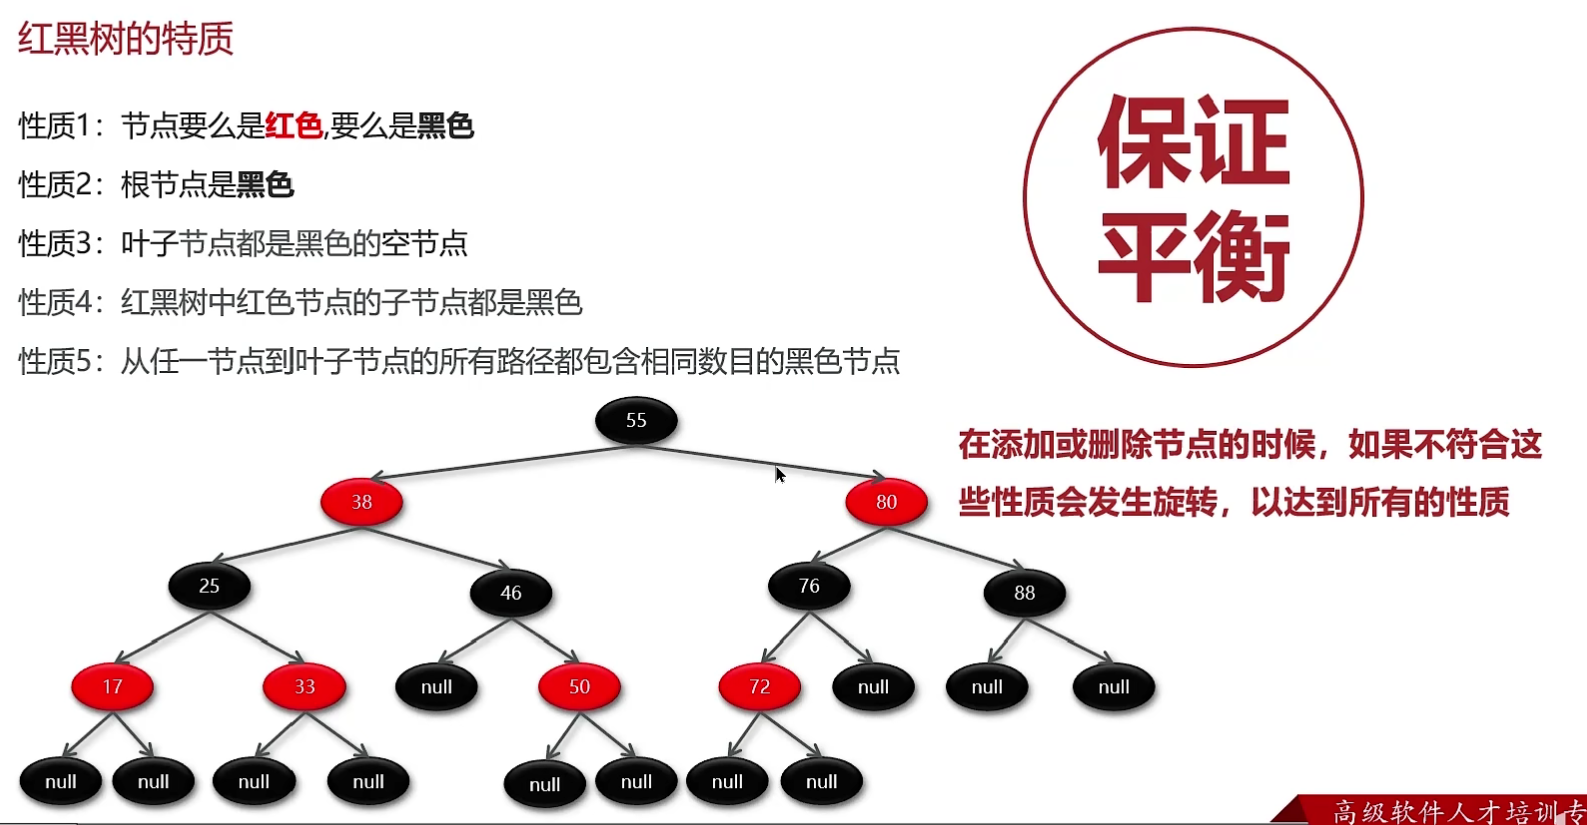 红黑树的特质
性质1：节点要么是红色,要么是黑色
性质2：根节点是黑色
性质3：叶子节点都是黑色的空节点
性质4：红黑树中红色节点的子节点都是黑色
性质5：从任一节点到叶子节点的所有路径都包含相同数目的黑色节点
保证
平衡
在添加或删除节点的时候，如果不符合这
些性质会发生旋转，以达到所有的性质
55
38 80
25 46 76 88
17 33 null 50 72 null null null
null null null null null null null null
高级软件人才培训专